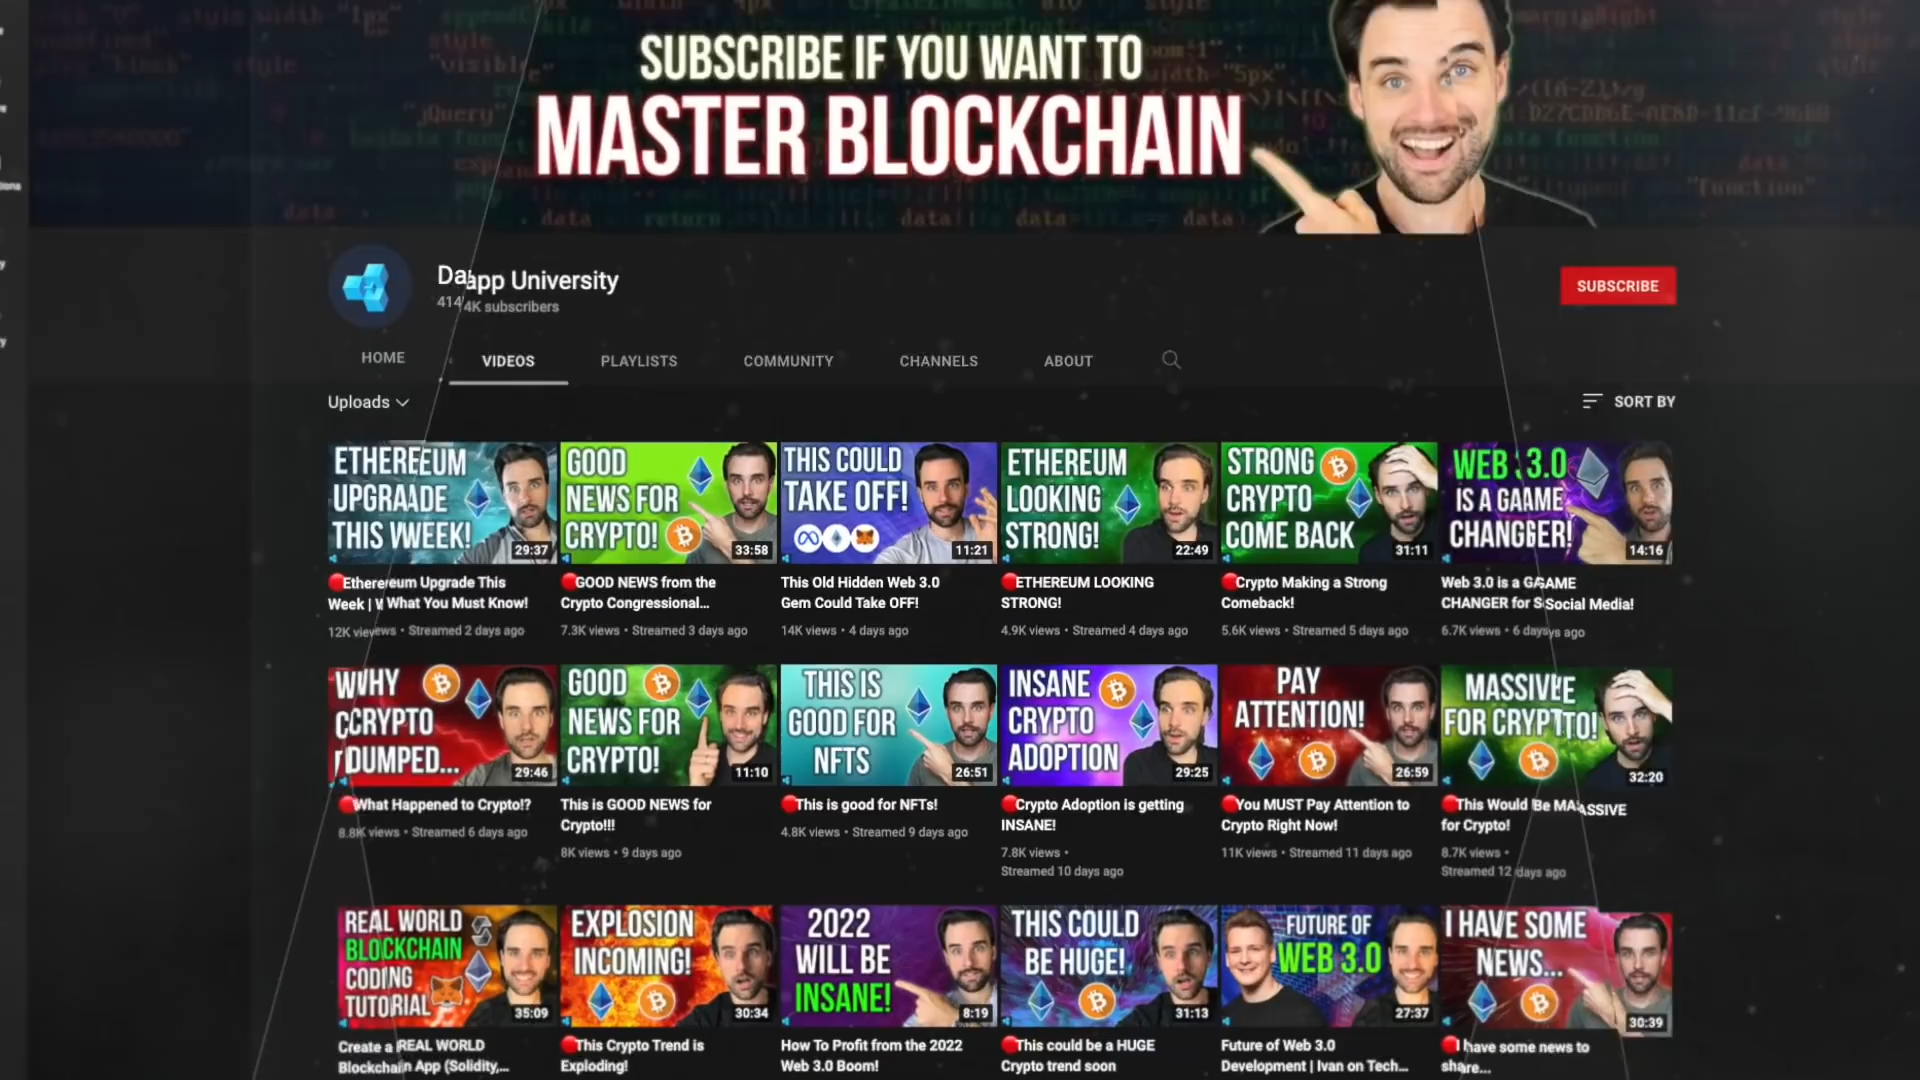 SUBSCRIBE IF YOU WANT TO
MASTER BLOCKCHAIN
Dapp University
414K subscribers
SUBSCRIBE
HOME
VIDEOS
PLAYLISTS
COMMUNITY
CHANNELS
ABOUT
Uploads
SORT BY
ETHEREUM
UPGRADE
THIS WEEK!
29:37
GOOD
NEWS FOR
CRYPTO!
33:58
THIS COULD
TAKE OFF!
11:21
ETHEREUM
LOOKING
STRONG!
22:49
STRONG
CRYPTO
COME BACK
31:11
WEB 3.0
IS A GAME
CHANGER!
14:16
Ethereum Upgrade This
Week | What You Must Know!
12K views • Streamed 2 days ago
GOOD NEWS from the
Crypto Congressional...
7.3K views • Streamed 3 days ago
This Old Hidden Web 3.0
Gem Could Take OFF!
14K views • 4 days ago
ETHEREUM LOOKING
STRONG!
4.9K views • Streamed 4 days ago
Crypto Making a Strong
Comeback!
5.6K views • Streamed 5 days ago
Web 3.0 is a GAME
CHANGER for Social Media!
6.7K views • 6 days ago
WHY
CRYPTO
DUMPED...
29:46
GOOD
NEWS FOR
CRYPTO!
11:10
THIS IS
GOOD FOR
NFTS
26:51
INSANE
CRYPTO
ADOPTION
29:25
PAY
ATTENTION!
26:59
MASSIVE
FOR CRYPTO!
32:20
What Happened to Crypto!?
8.8K views • Streamed 6 days ago
This is GOOD NEWS for
Crypto!!!
8K views • 9 days ago
This is good for NFTs!
4.8K views • Streamed 9 days ago
Crypto Adoption is getting
INSANE!
7.8K views •
Streamed 10 days ago
You MUST Pay Attention to
Crypto Right Now!
11K views • Streamed 11 days ago
This Would Be MASSIVE
for Crypto!
8.7K views •
Streamed 12 days ago
REAL WORLD
BLOCKCHAIN
CODING
TUTORIAL
35:09
EXPLOSION
INCOMING!
30:34
2022
WILL BE
INSANE!
8:19
THIS COULD
BE HUGE!
31:13
FUTURE OF
WEB 3.0
27:37
I HAVE SOME
NEWS...
30:39
Create a REAL WORLD
Blockchain App (Solidity,...
This Crypto Trend is
Exploding!
How To Profit from the 2022
Web 3.0 Boom!
This could be a HUGE
Crypto trend soon
Future of Web 3.0
Development | Ivan on Tech...
I have some news to
share...